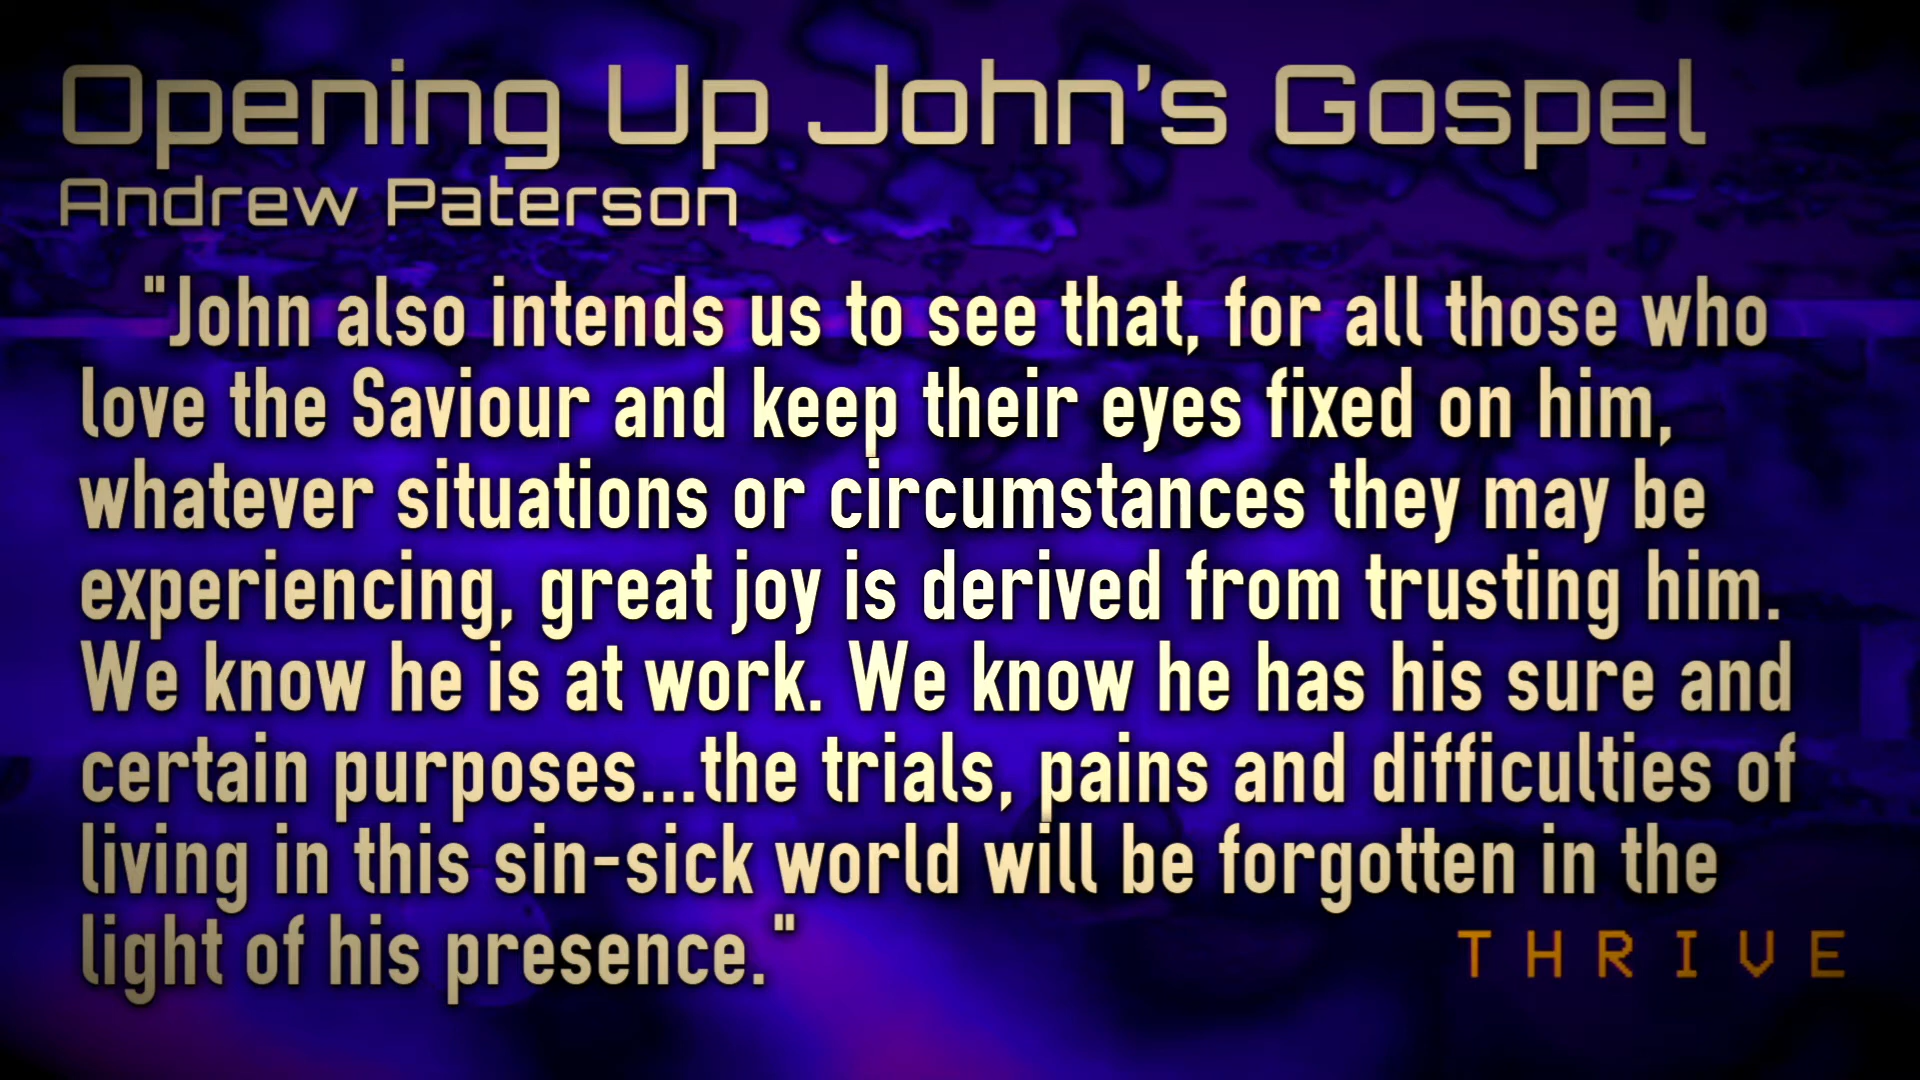 Opening Up John's Gospel
Andrew Paterson
"John also intends us to see that, for all those who
love the Saviour and keep their eyes fixed on him,
whatever situations or circumstances they may be
experiencing, great joy is derived from trusting him.
We know he is at work. We know he has his sure and
certain purposes...the trials, pains and difficulties of
living in this sin-sick world will be forgotten in the
light of his presence."
THRIVE